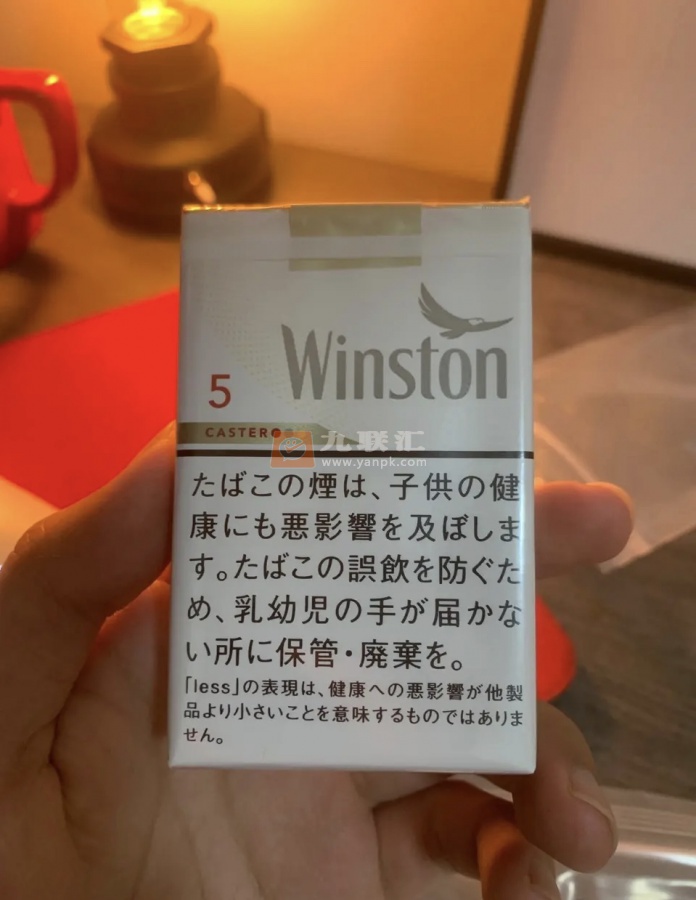 Winston
5
CASTER
九联汇
www.yanpk.com
たばこの煙は、子供の健
康にも悪影響を及ぼしま
す。たばこの誤飲を防ぐた
め、乳幼児の手が届かな
い所に保管・廃棄を。
「less」の表現は、健康への悪影響が他製
品より小さいことを意味するものではありま
せん。